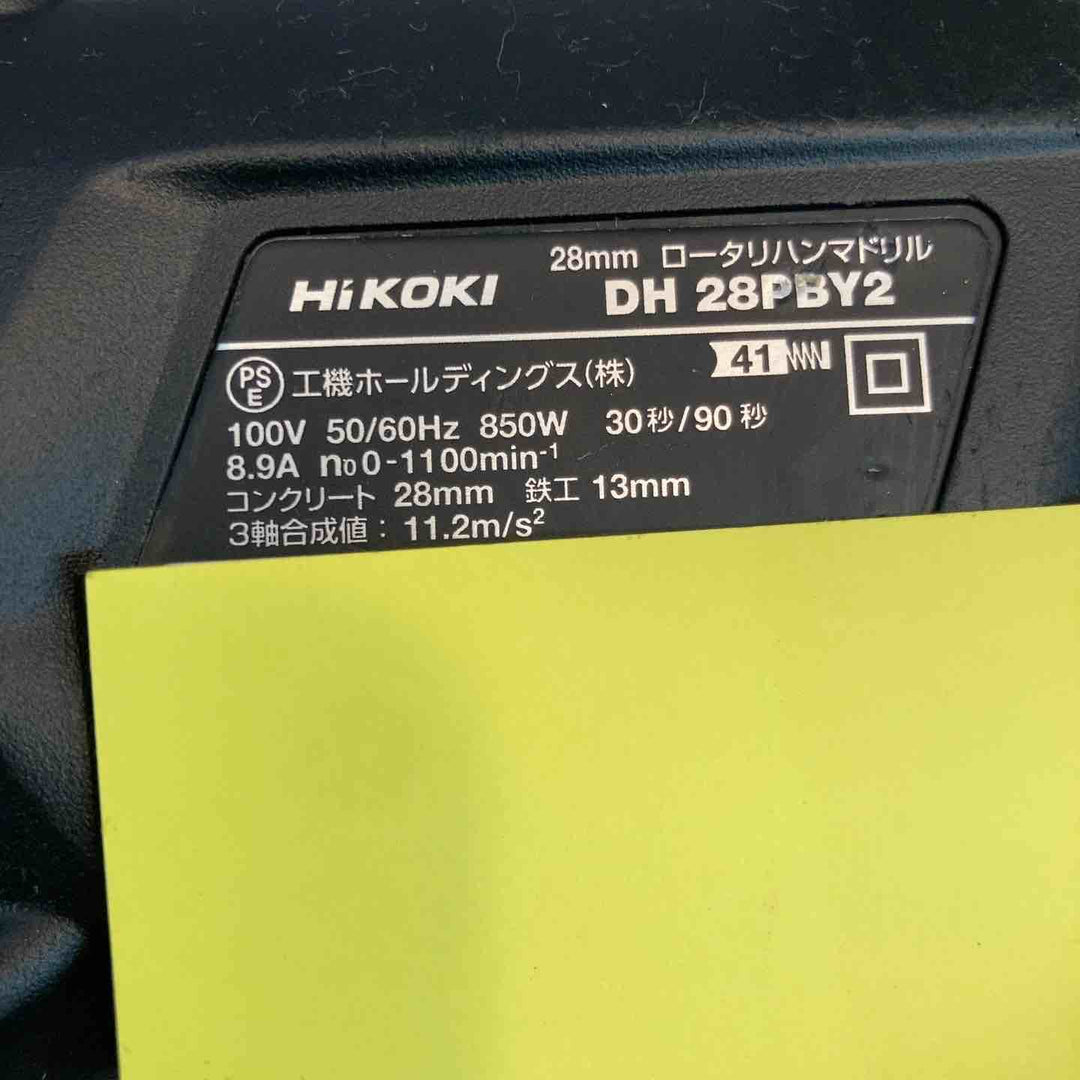 28mm ロータリハンマドリル
HiKOKI DH 28PBY2
PSE 工機ホールディングス(株) 41
100V 50/60Hz 850W 30秒/90秒
8.9A n₀ 0-1100min⁻¹
コンクリート 28mm 鉄工 13mm
3軸合成値：11.2m/s²